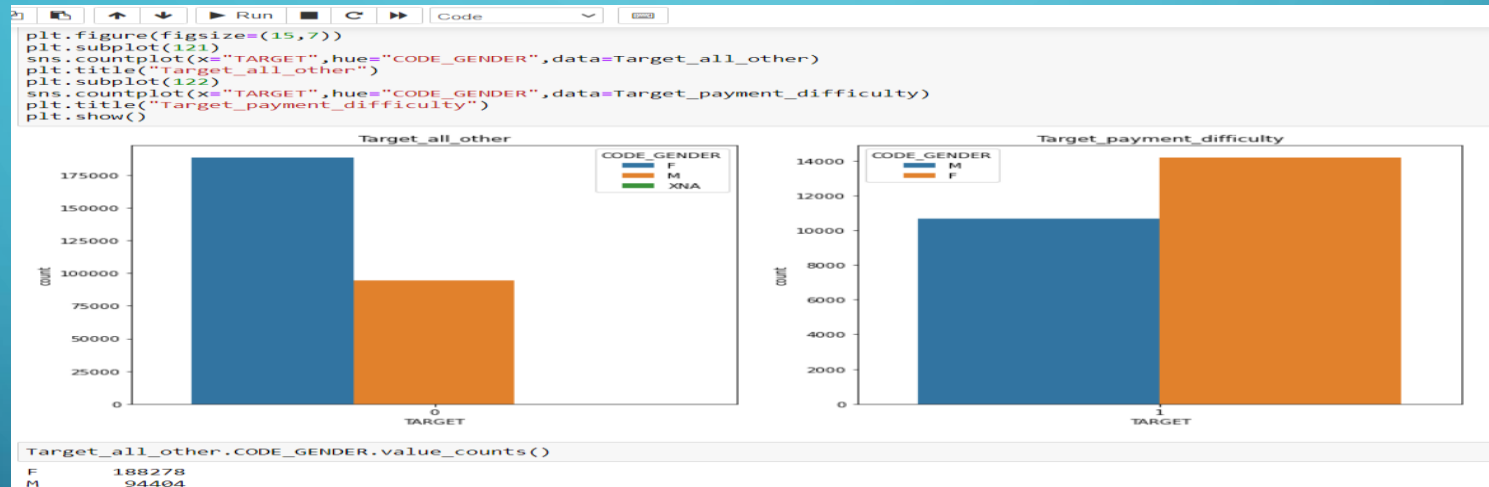 Run Code
plt.figure(figsize=(15,7))
plt.subplot(121)
sns.countplot(x="TARGET",hue="CODE_GENDER",data=Target_all_other)
plt.title("Target_all_other")
plt.subplot(122)
sns.countplot(x="TARGET",hue="CODE_GENDER",data=Target_payment_difficulty)
plt.title("Target_payment_difficulty")
plt.show()
Target_all_other
CODE_GENDER
F
M
XNA
175000
150000
125000
100000
75000
50000
25000
0
count
0
TARGET
Target_payment_difficulty
CODE_GENDER
M
F
14000
12000
10000
8000
6000
4000
2000
0
count
1
TARGET
Target_all_other.CODE_GENDER.value_counts()
F 188278
M 94404